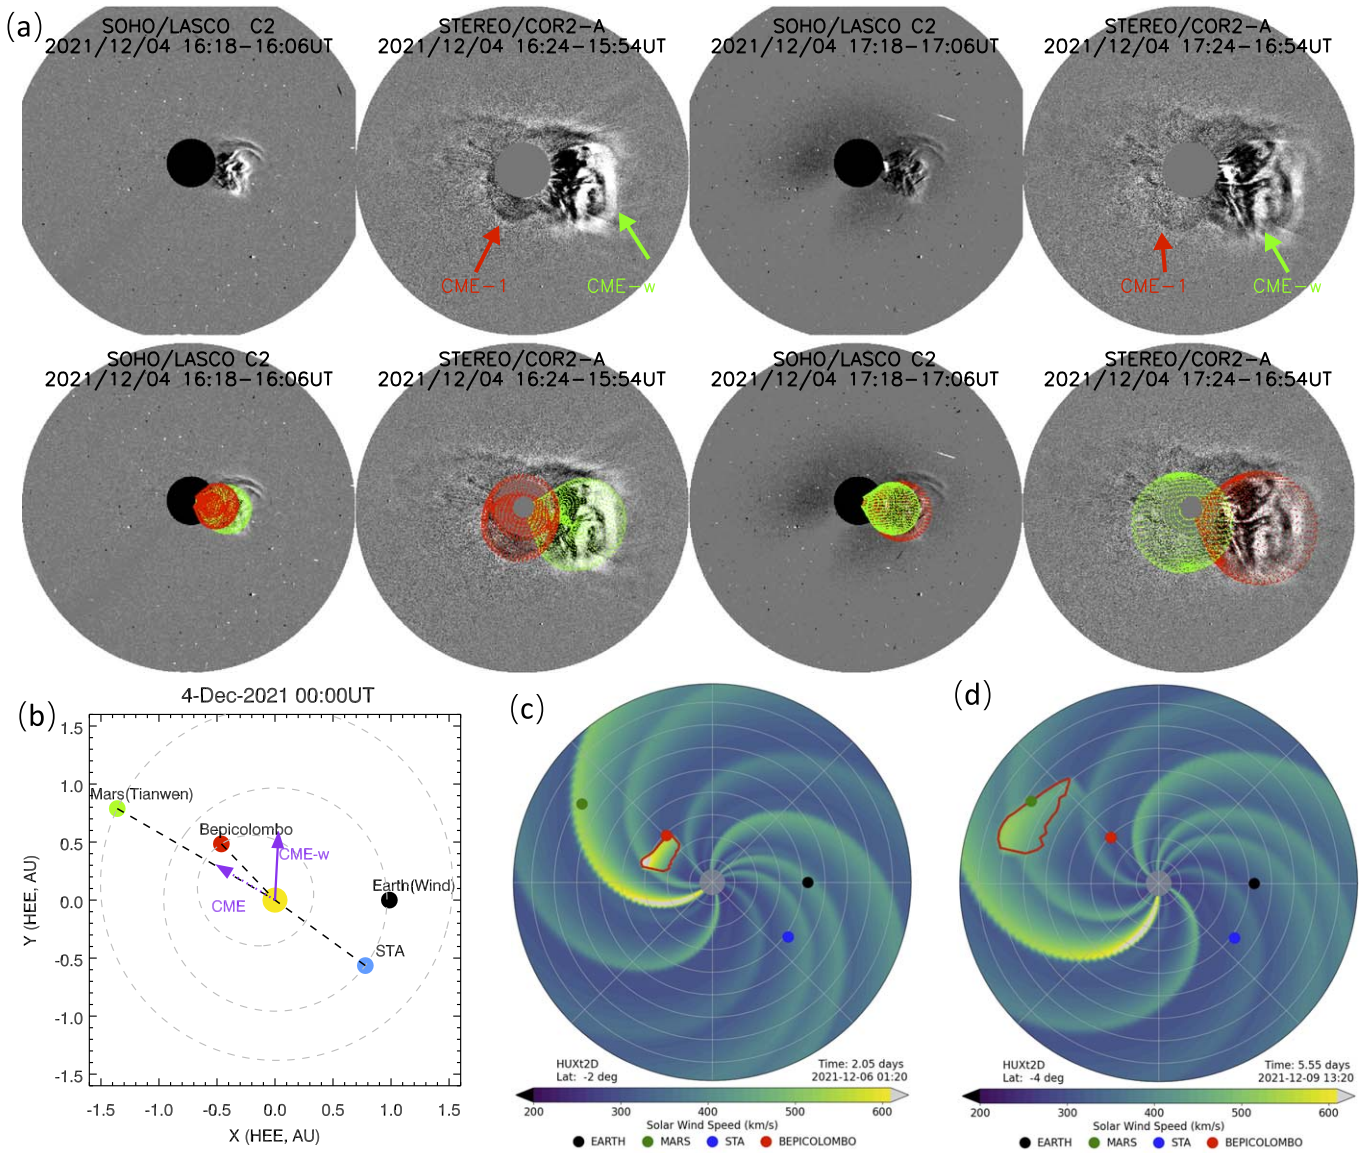 (a)
SOHO/LASCO C2
2021/12/04 16:18-16:06UT
STEREO/COR2-A
2021/12/04 16:24-15:54UT
SOHO/LASCO C2
2021/12/04 17:18-17:06UT
STEREO/COR2-A
2021/12/04 17:24-16:54UT
CME-1
CME-w
CME-1
CME-w
SOHO/LASCO C2
2021/12/04 16:18-16:06UT
STEREO/COR2-A
2021/12/04 16:24-15:54UT
SOHO/LASCO C2
2021/12/04 17:18-17:06UT
STEREO/COR2-A
2021/12/04 17:24-16:54UT
(b)
4-Dec-2021 00:00UT
1.5
1.0
0.5
0.0
-0.5
-1.0
-1.5
Y (HEE, AU)
Mars(Tianwen)
Bepicolombo
CME-w
CME
Earth(Wind)
STA
-1.5 -1.0 -0.5 0.0 0.5 1.0 1.5
X (HEE, AU)
(c)
HUXt2D
Lat: -2 deg
Time: 2.05 days
2021-12-06 01:20
200 300 400 500 600
Solar Wind Speed (km/s)
EARTH MARS STA BEPICOLOMBO
(d)
HUXt2D
Lat: -4 deg
Time: 5.55 days
2021-12-09 13:20
200 300 400 500 600
Solar Wind Speed (km/s)
EARTH MARS STA BEPICOLOMBO